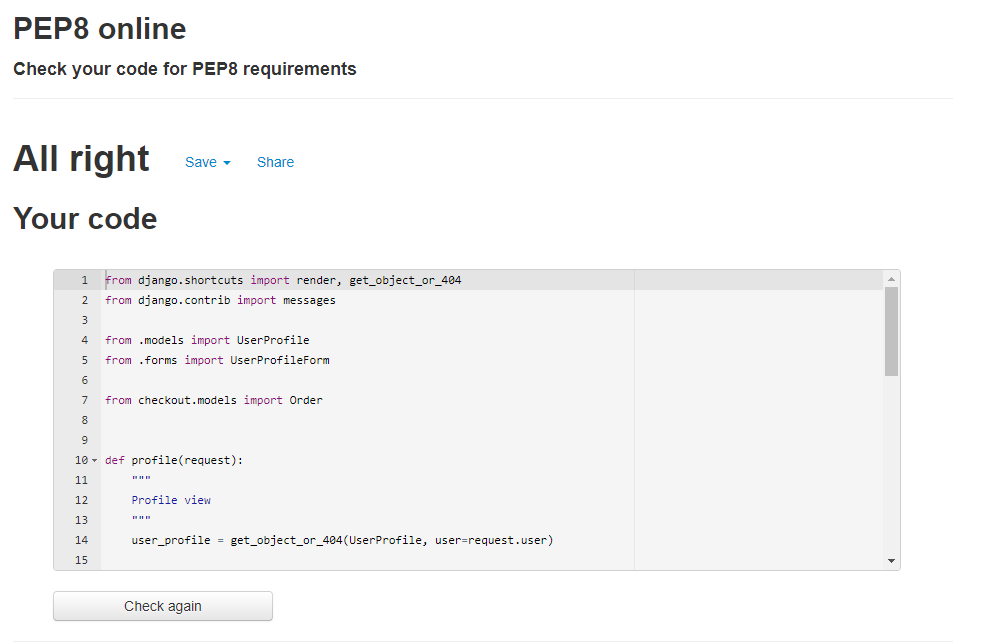 PEP8 online
Check your code for PEP8 requirements
All right Save Share
Your code
1 from django.shortcuts import render, get_object_or_404
2 from django.contrib import messages
3
4 from .models import UserProfile
5 from .forms import UserProfileForm
6
7 from checkout.models import Order
8
9
10 def profile(request):
11 """
12 Profile view
13 """
14 user_profile = get_object_or_404(UserProfile, user=request.user)
15
Check again